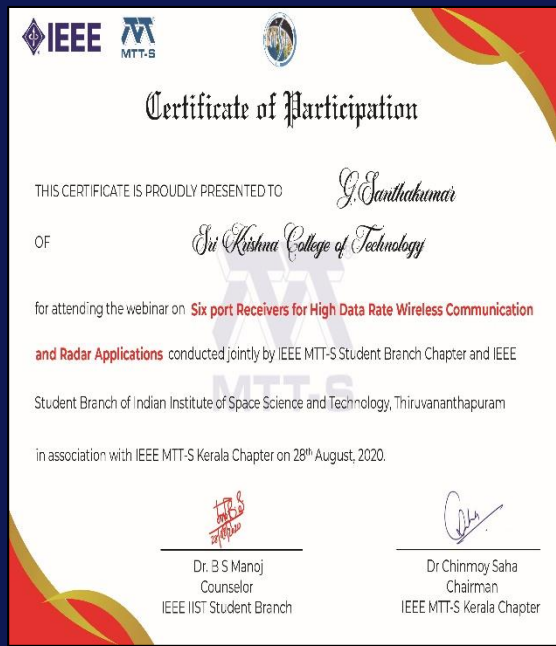 IEEE MTT-S
Certificate of Participation
THIS CERTIFICATE IS PROUDLY PRESENTED TO G.Santhakumar
OF Sri Krishna College of Technology
for attending the webinar on Six port Receivers for High Data Rate Wireless Communication
and Radar Applications conducted jointly by IEEE MTT-S Student Branch Chapter and IEEE
Student Branch of Indian Institute of Space Science and Technology, Thiruvananthapuram
in association with IEEE MTT-S Kerala Chapter on 28th August, 2020.
MTT-S
Dr. B S Manoj
Counselor
IEEE IIST Student Branch
Dr Chinmoy Saha
Chairman
IEEE MTT-S Kerala Chapter